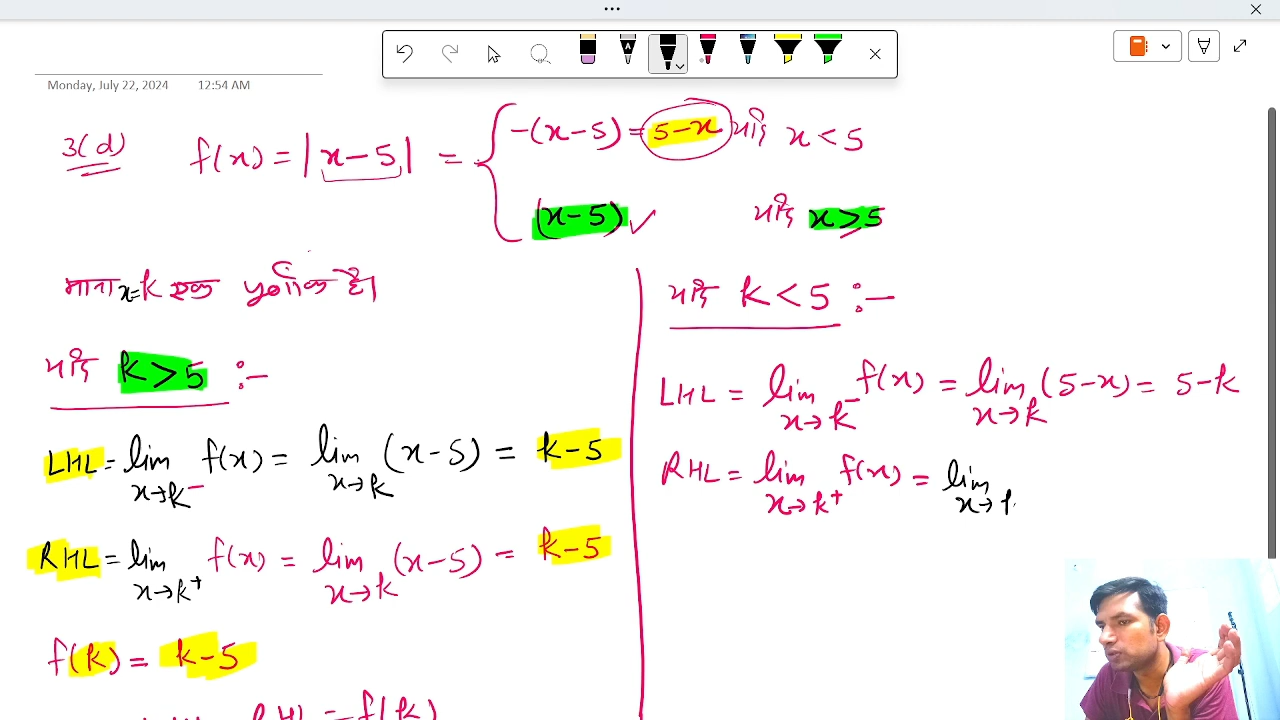 Monday, July 22, 2024 12:54 AM
3(d) f(x) = |x-5| = { -(x-5) = 5-x यदि x < 5
(x-5) ✓ यदि x ≥ 5
माना x=k एक पूर्णांक है।
यदि k > 5 :-
LHL = lim x→k⁻ f(x) = lim x→k (x-5) = k-5
RHL = lim x→k⁺ f(x) = lim x→k (x-5) = k-5
f(k) = k-5
RHL = f(k)
यदि k < 5 :-
LHL = lim x→k⁻ f(x) = lim x→k (5-x) = 5-k
RHL = lim x→k⁺ f(x) = lim x→